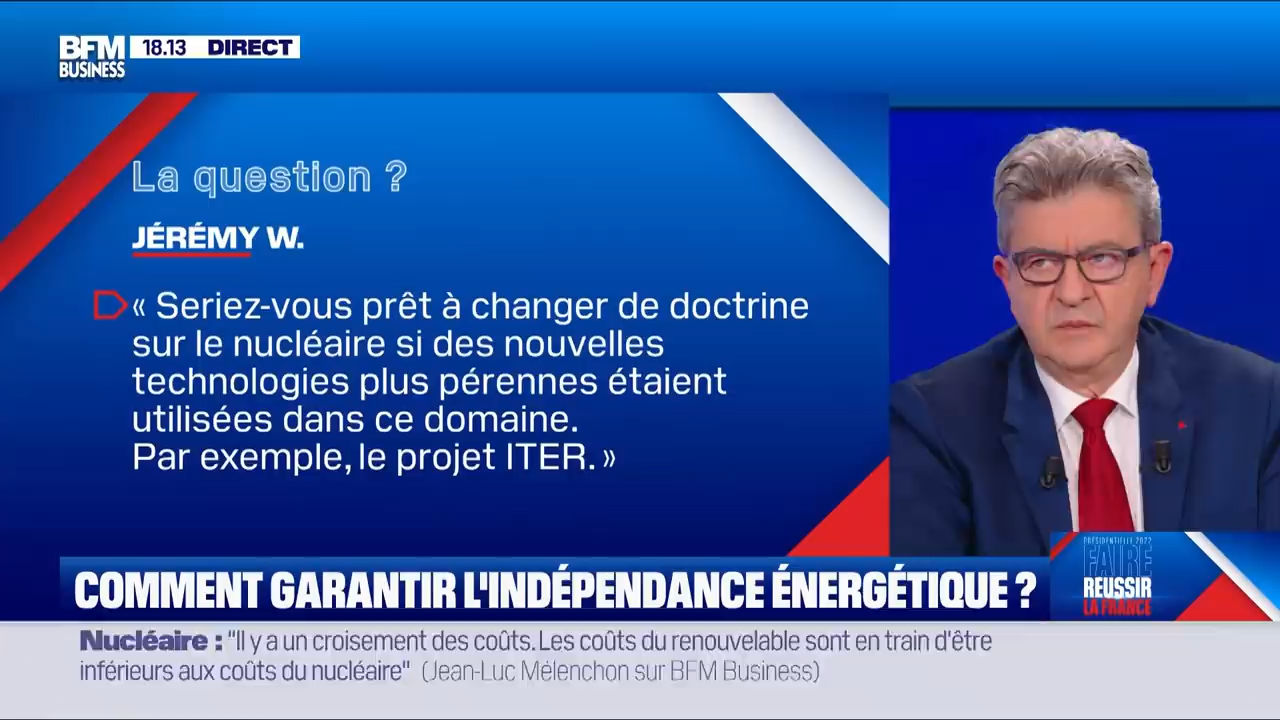 BFM
BUSINESS
18.13 DIRECT
La question ?
JÉRÉMY W.
« Seriez-vous prêt à changer de doctrine
sur le nucléaire si des nouvelles
technologies plus pérennes étaient
utilisées dans ce domaine.
Par exemple, le projet ITER. »
COMMENT GARANTIR L'INDÉPENDANCE ÉNERGÉTIQUE ?
PRÉSIDENTIELLE 2022
FAIRE
RÉUSSIR
LA FRANCE
Nucléaire : "Il y a un croisement des coûts. Les coûts du renouvelable sont en train d'être
inférieurs aux coûts du nucléaire" (Jean-Luc Mélenchon sur BFM Business)